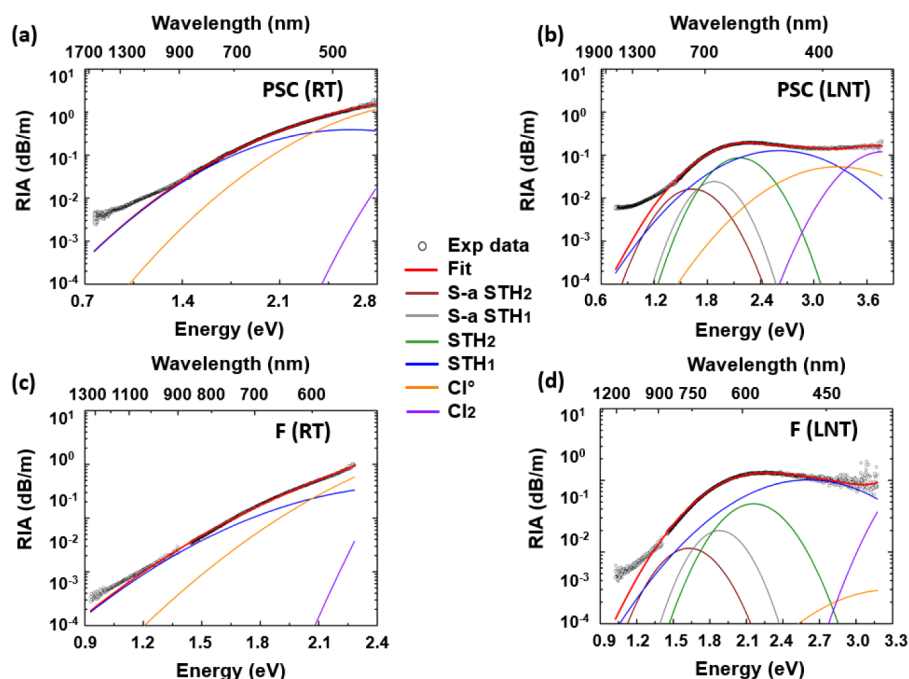 Wavelength (nm)
(a)
1700 1300 900 700 500
PSC (RT)
10¹
10⁰
10⁻¹
10⁻²
10⁻³
10⁻⁴
RIA (dB/m)
0.7 1.4 2.1 2.8
Energy (eV)
Wavelength (nm)
(b)
1900 1300 700 400
PSC (LNT)
10¹
10⁰
10⁻¹
10⁻²
10⁻³
10⁻⁴
RIA (dB/m)
0.6 1.2 1.8 2.4 3.0 3.6
Energy (eV)
Exp data
Fit
S-a STH₂
S-a STH₁
STH₂
STH₁
Cl°
Cl₂
Wavelength (nm)
(c)
1300 1100 900 800 700 600
F (RT)
10¹
10⁰
10⁻¹
10⁻²
10⁻³
10⁻⁴
RIA (dB/m)
0.9 1.2 1.5 1.8 2.1 2.4
Energy (eV)
Wavelength (nm)
(d)
1200 900 750 600 450
F (LNT)
10¹
10⁰
10⁻¹
10⁻²
10⁻³
10⁻⁴
RIA (dB/m)
0.9 1.3 1.5 1.8 2.1 2.4 2.7 3.0 3.3
Energy (eV)